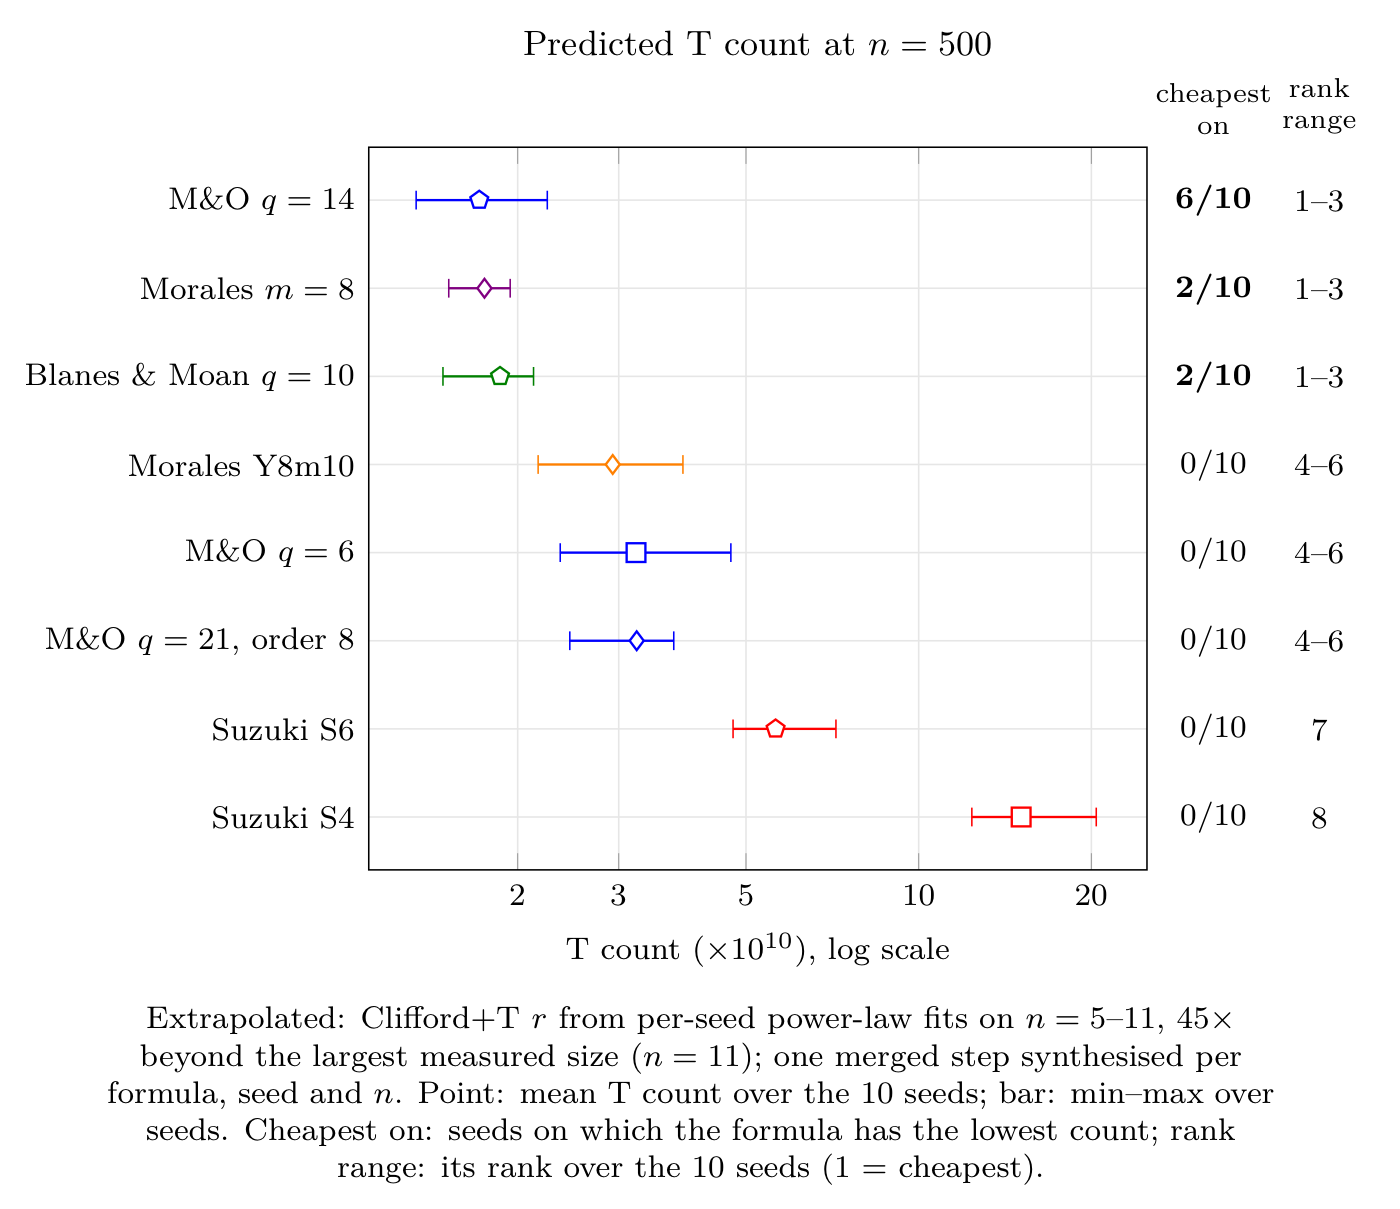 Predicted T count at n = 500
cheapest on
rank range
M&O q = 14 6/10 1–3
Morales m = 8 2/10 1–3
Blanes & Moan q = 10 2/10 1–3
Morales Y8m10 0/10 4–6
M&O q = 6 0/10 4–6
M&O q = 21, order 8 0/10 4–6
Suzuki S6 0/10 7
Suzuki S4 0/10 8
2 3 5 10 20
T count (×10¹⁰), log scale
Extrapolated: Clifford+T r from per-seed power-law fits on n = 5–11, 45×
beyond the largest measured size (n = 11); one merged step synthesised per
formula, seed and n. Point: mean T count over the 10 seeds; bar: min–max over
seeds. Cheapest on: seeds on which the formula has the lowest count; rank
range: its rank over the 10 seeds (1 = cheapest).